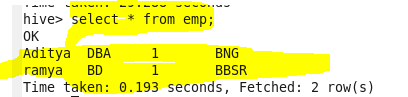 hive> select * from emp;
OK
Aditya DBA 1 BNG
ramya BD 1 BBSR
Time taken: 0.193 seconds, Fetched: 2 row(s)